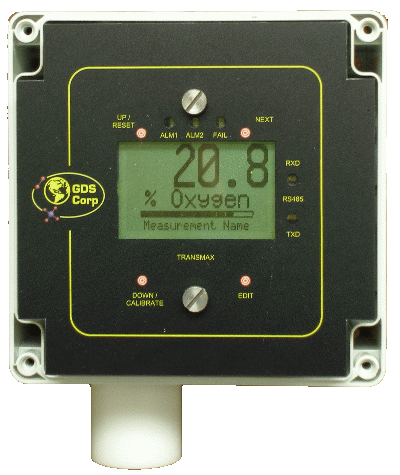 UP /
RESET
NEXT
ALM1 ALM2 FAIL
20.8
% Oxygen
Measurement Name
GDS
Corp
RXD
RS485
TXD
TRANSMAX
DOWN /
CALIBRATE
EDIT